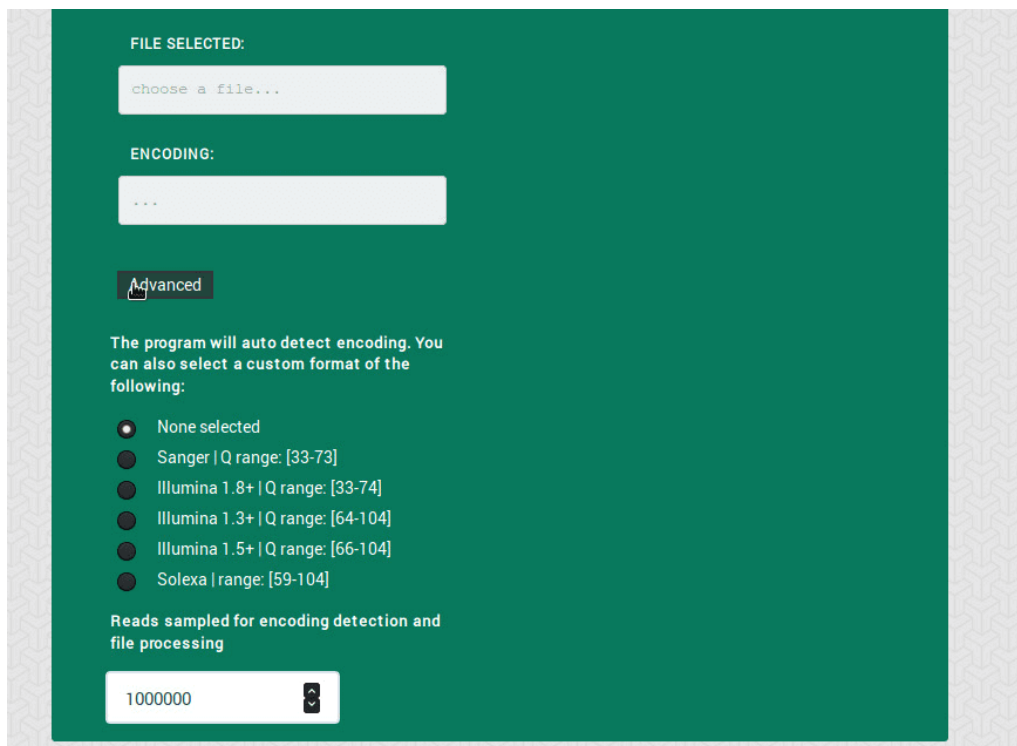 FILE SELECTED:
choose a file...
ENCODING:
...
Advanced
The program will auto detect encoding. You
can also select a custom format of the
following:
None selected
Sanger | Q range: [33-73]
Illumina 1.8+ | Q range: [33-74]
Illumina 1.3+ | Q range: [64-104]
Illumina 1.5+ | Q range: [66-104]
Solexa | range: [59-104]
Reads sampled for encoding detection and
file processing
1000000